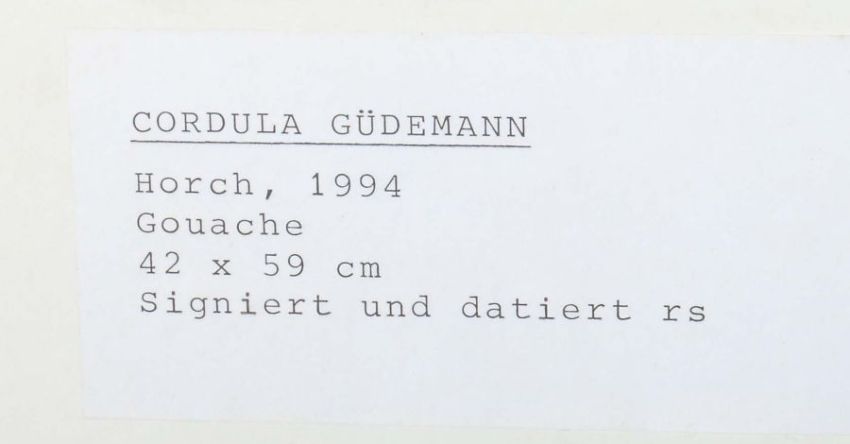 CORDULA GÜDEMANN
Horch, 1994
Gouache
42 x 59 cm
Signiert und datiert rs